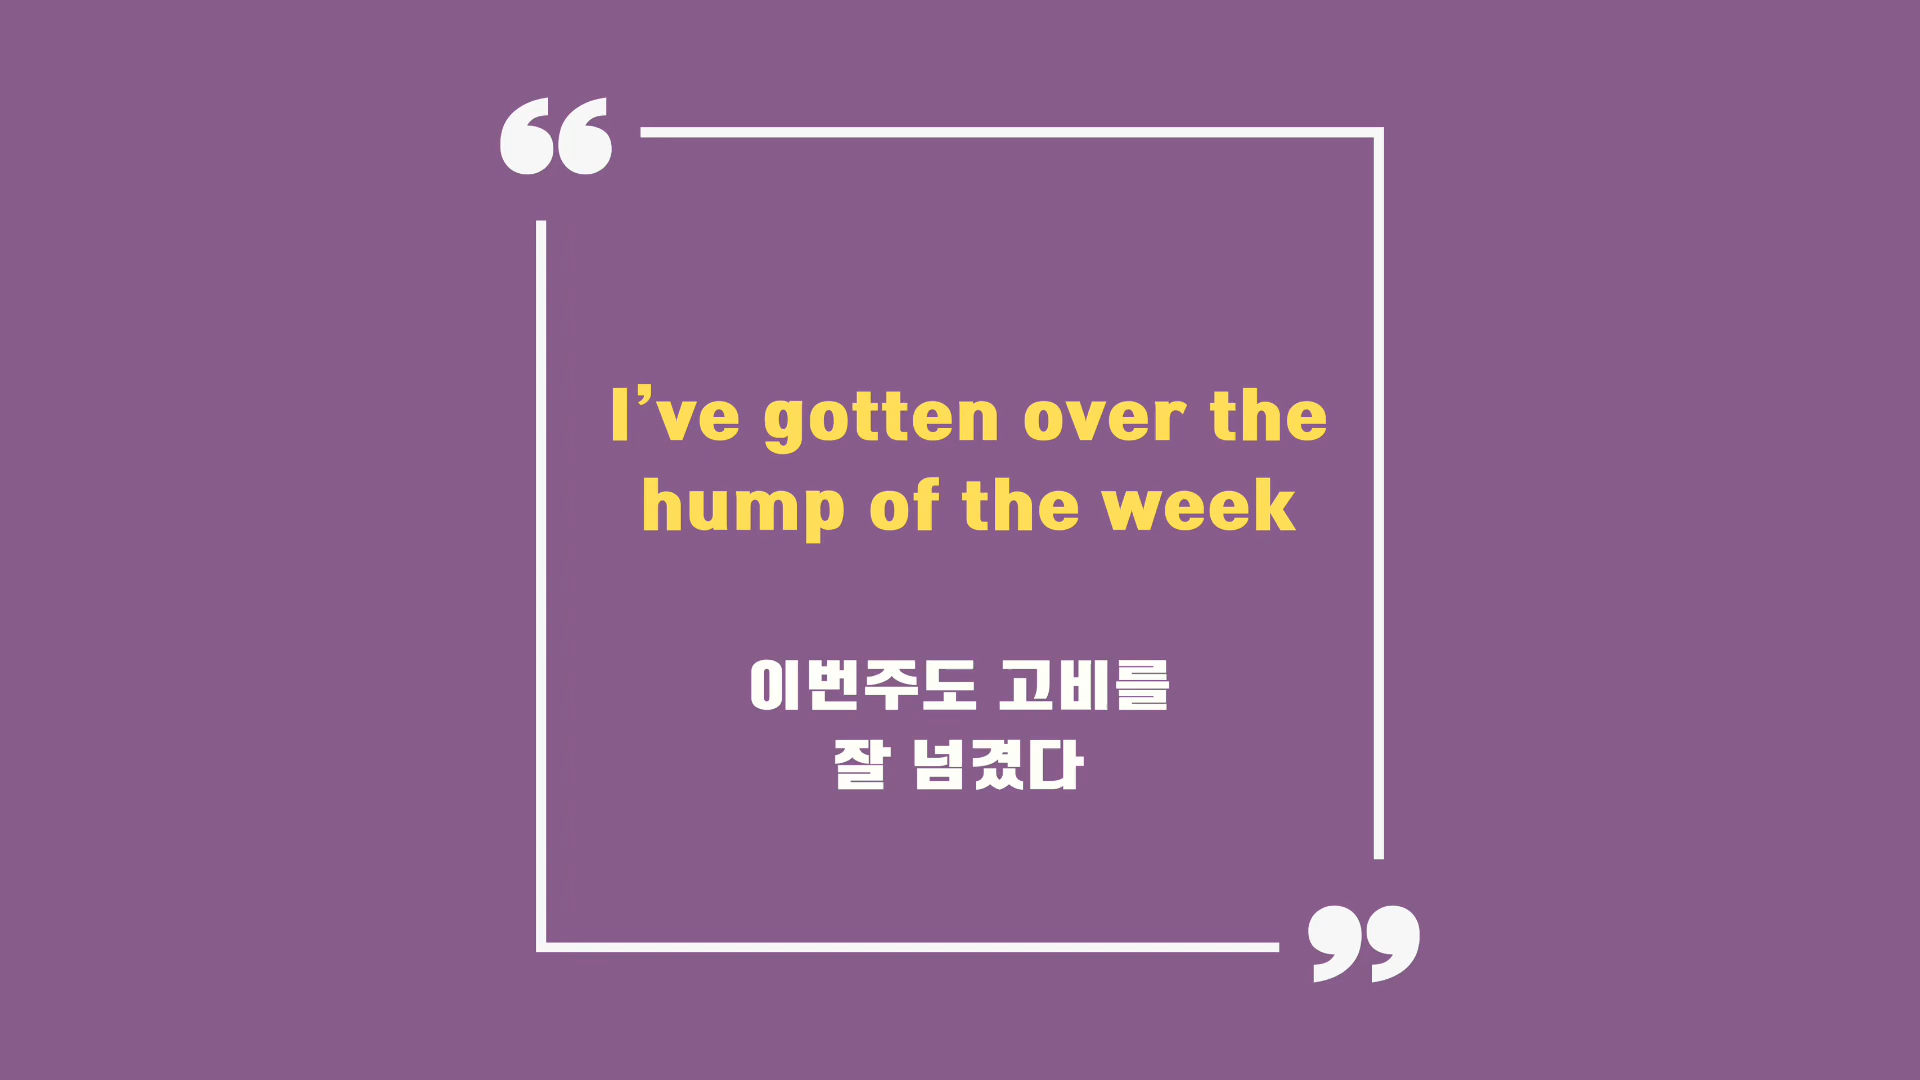 “
I’ve gotten over the
hump of the week
이번주도 고비를
잘 넘겼다
”